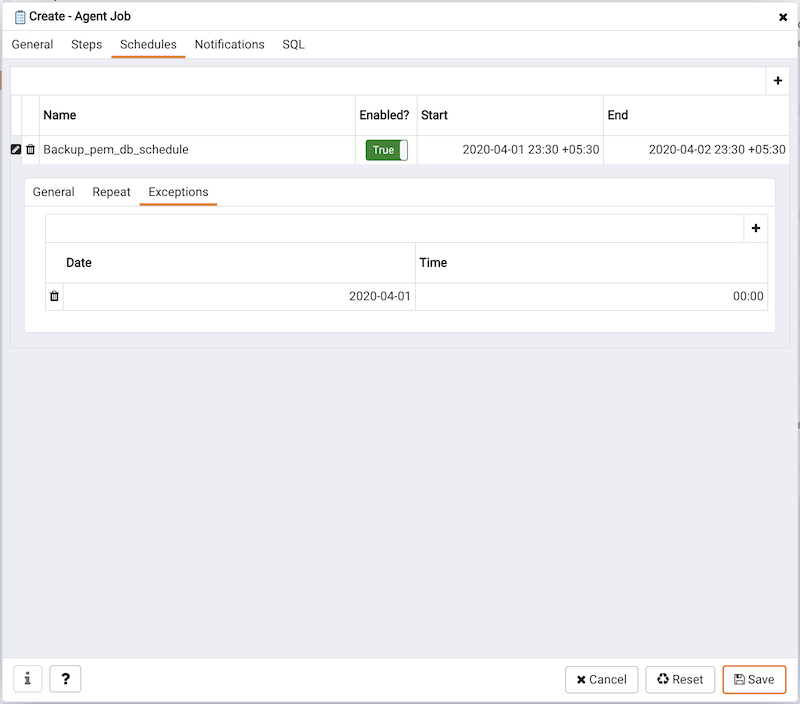 Create - Agent Job
General Steps Schedules Notifications SQL
Name Enabled? Start End
Backup_pem_db_schedule True 2020-04-01 23:30 +05:30 2020-04-02 23:30 +05:30
General Repeat Exceptions
Date Time
2020-04-01 00:00
Cancel Reset Save